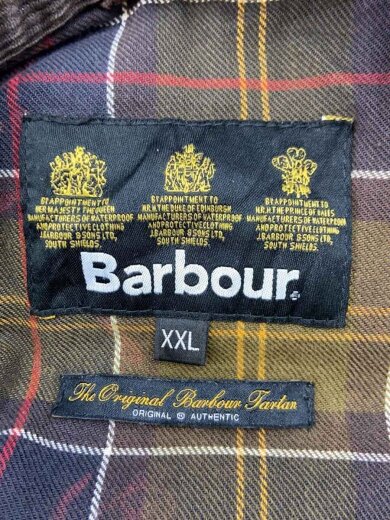 BY APPOINTMENT TO
HER MAJESTY THE QUEEN
MANUFACTURERS OF WATERPROOF
AND PROTECTIVE CLOTHING
J. BARBOUR & SONS LTD,
SOUTH SHIELDS.
BY APPOINTMENT TO
H.R.H. THE DUKE OF EDINBURGH
MANUFACTURERS OF WATERPROOF
AND PROTECTIVE CLOTHING
J. BARBOUR & SONS LTD,
SOUTH SHIELDS.
BY APPOINTMENT TO
H.R.H. THE PRINCE OF WALES
MANUFACTURERS OF WATERPROOF
AND PROTECTIVE CLOTHING
J. BARBOUR & SONS LTD,
SOUTH SHIELDS.
Barbour®
XXL
The Original Barbour Tartan
ORIGINAL ® AUTHENTIC